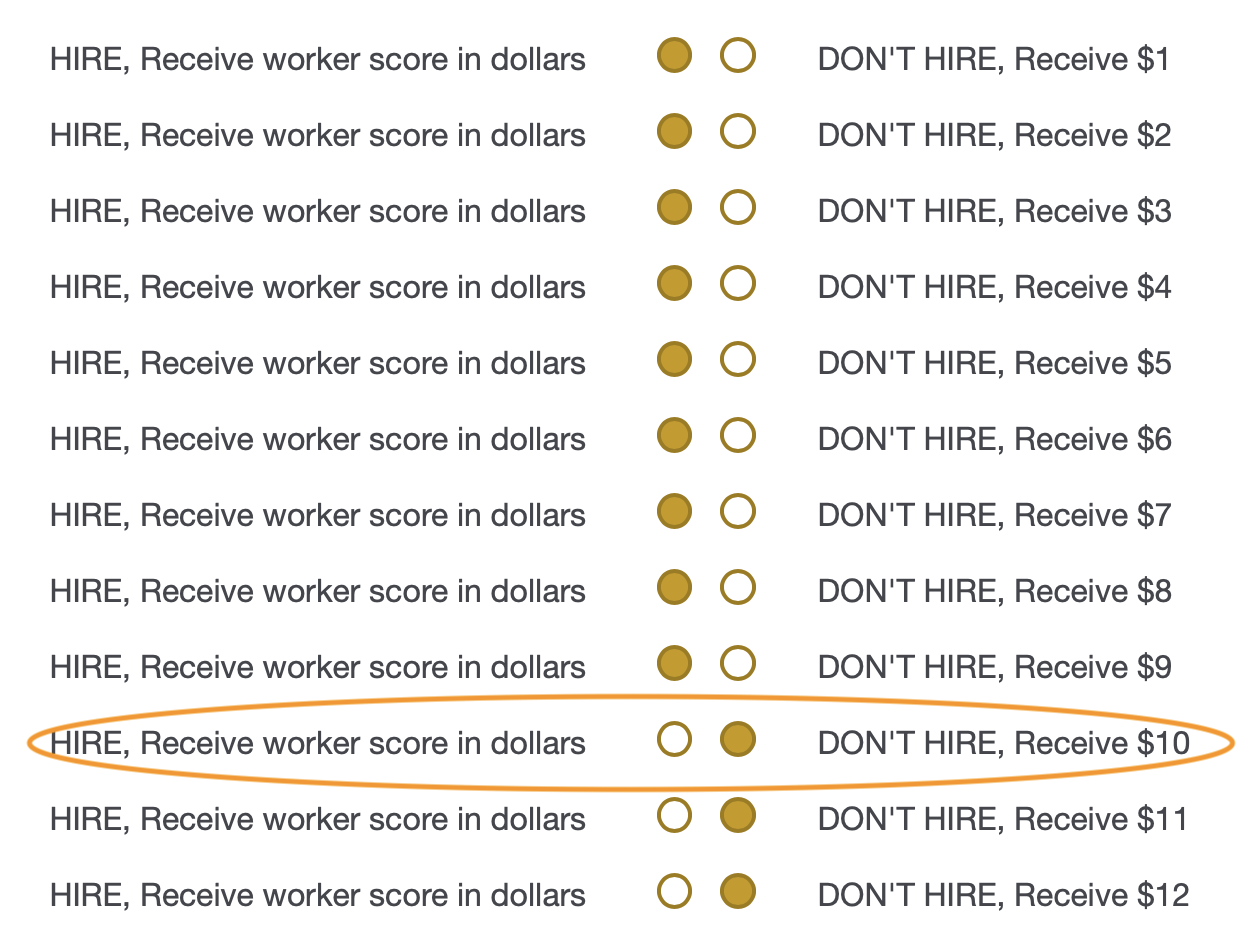 HIRE, Receive worker score in dollars DON'T HIRE, Receive $1
HIRE, Receive worker score in dollars DON'T HIRE, Receive $2
HIRE, Receive worker score in dollars DON'T HIRE, Receive $3
HIRE, Receive worker score in dollars DON'T HIRE, Receive $4
HIRE, Receive worker score in dollars DON'T HIRE, Receive $5
HIRE, Receive worker score in dollars DON'T HIRE, Receive $6
HIRE, Receive worker score in dollars DON'T HIRE, Receive $7
HIRE, Receive worker score in dollars DON'T HIRE, Receive $8
HIRE, Receive worker score in dollars DON'T HIRE, Receive $9
HIRE, Receive worker score in dollars DON'T HIRE, Receive $10
HIRE, Receive worker score in dollars DON'T HIRE, Receive $11
HIRE, Receive worker score in dollars DON'T HIRE, Receive $12